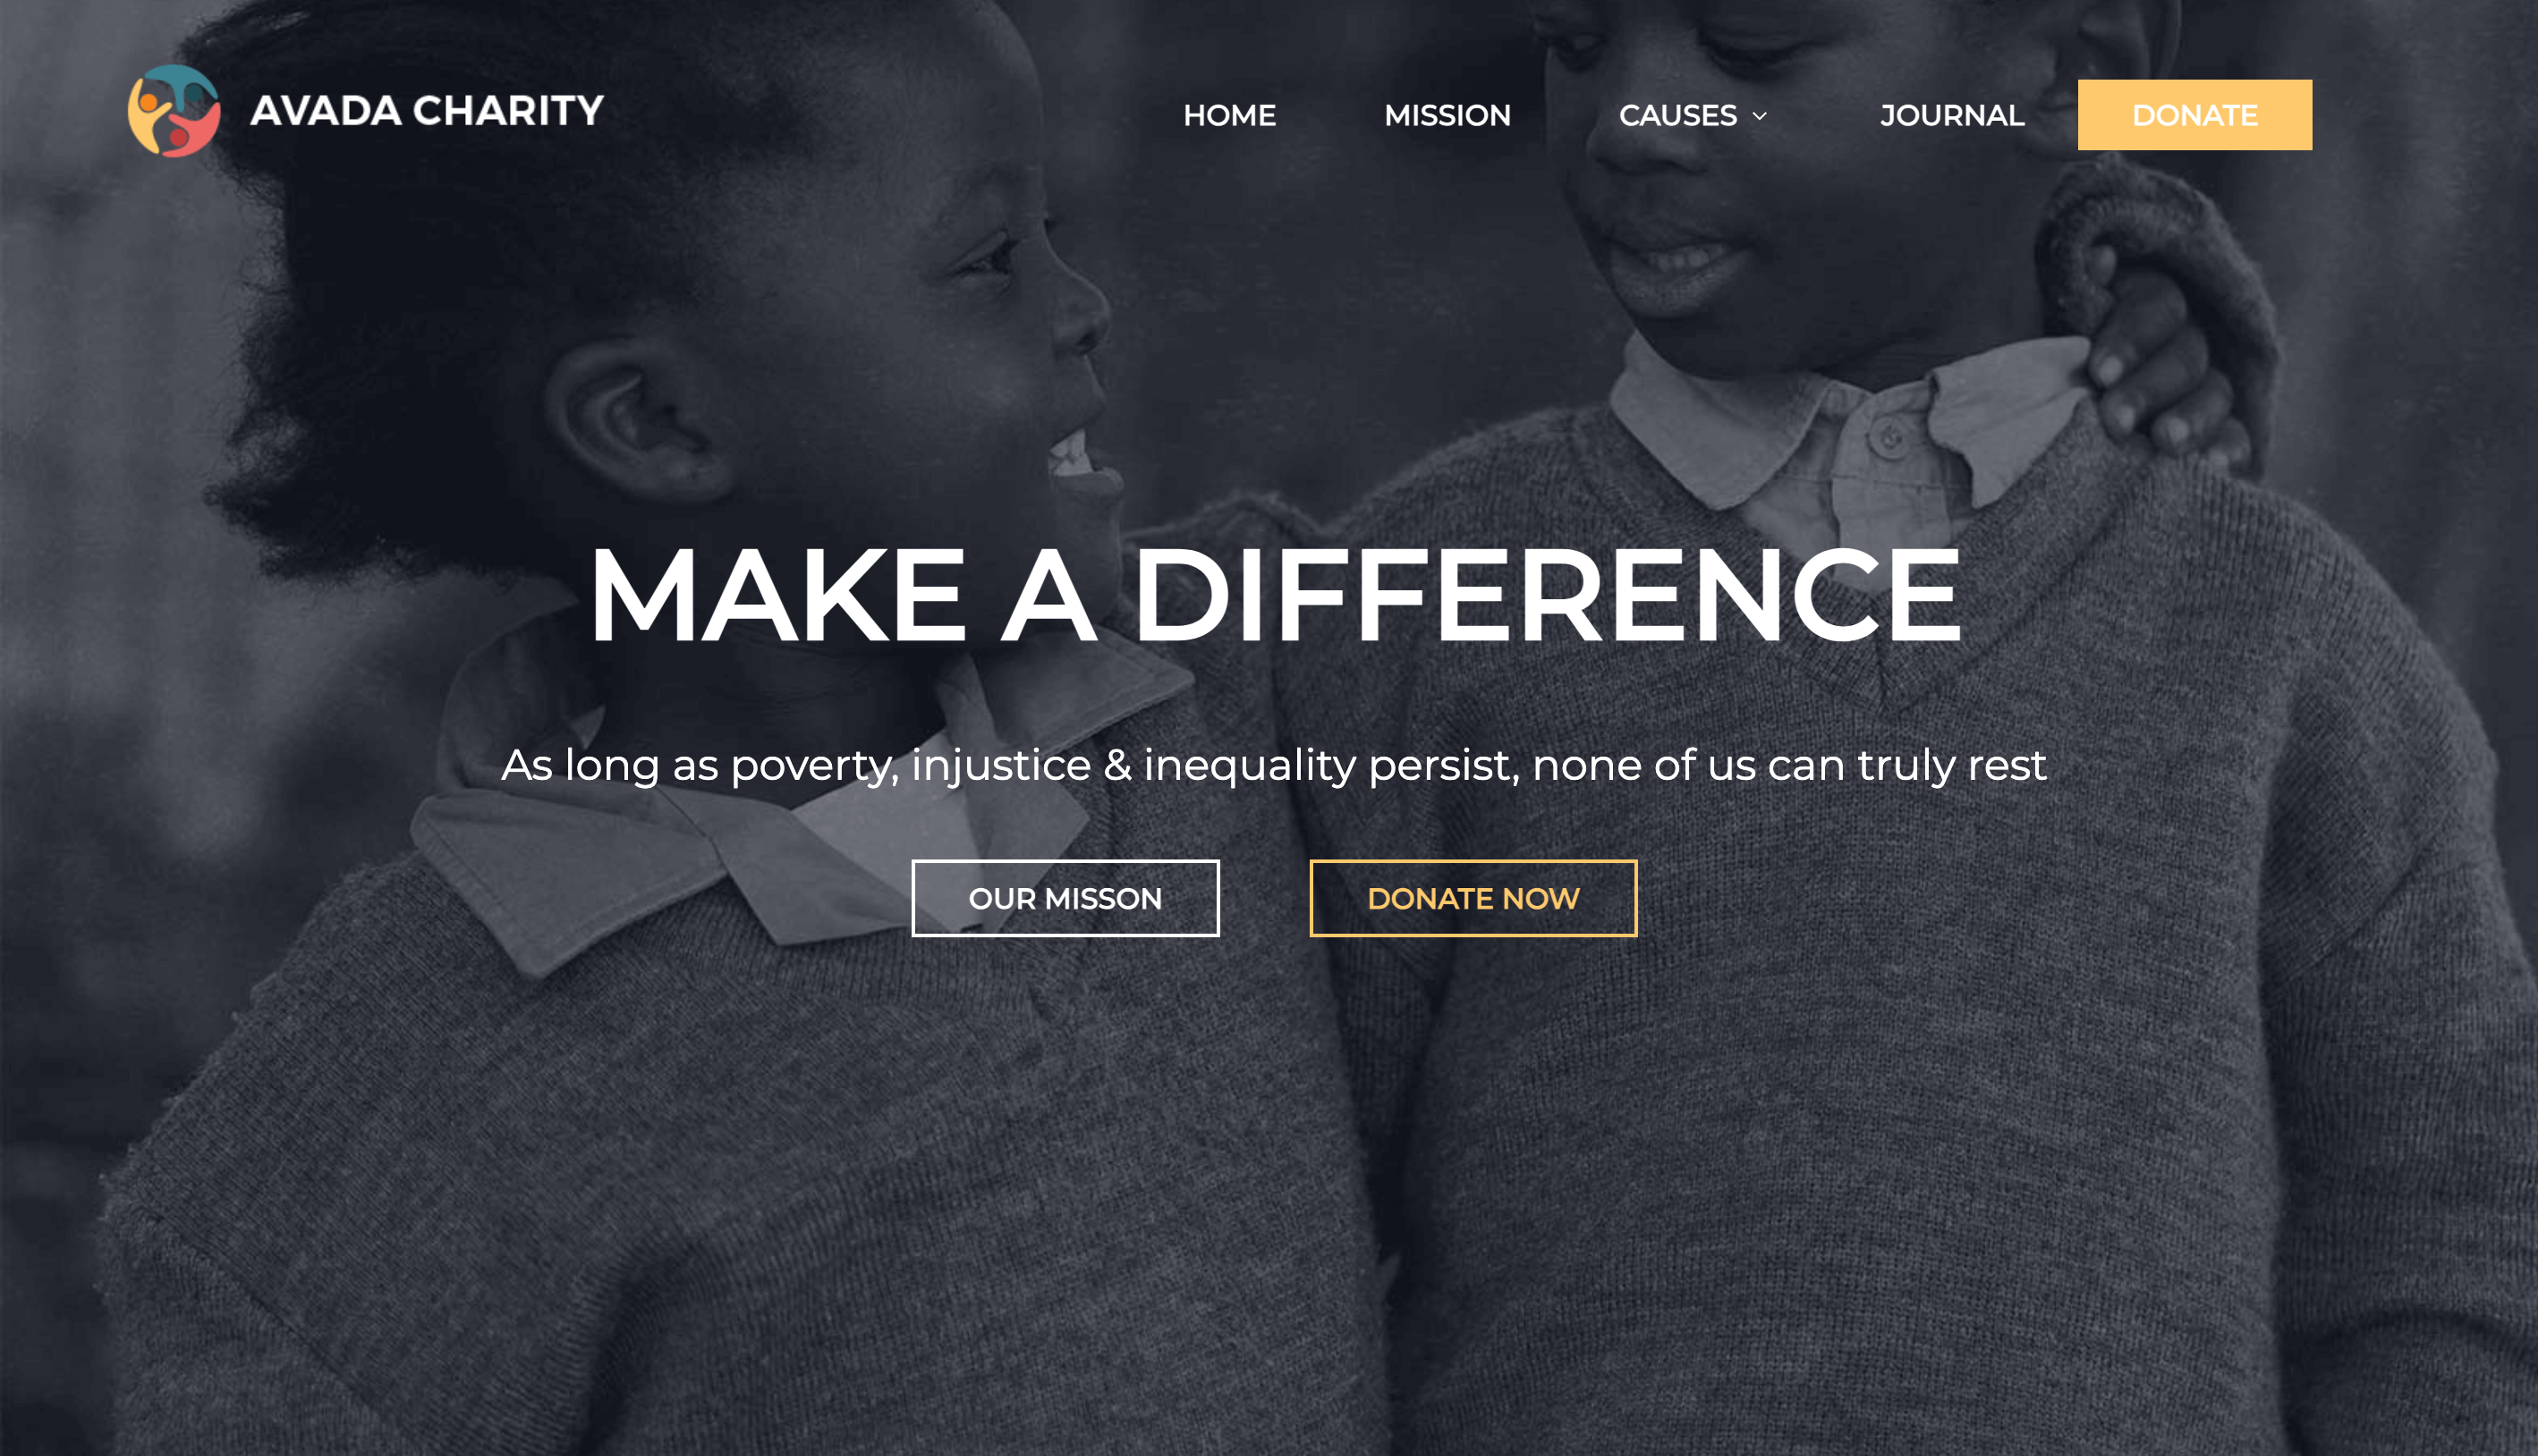 AVADA CHARITY
HOME MISSION CAUSES JOURNAL DONATE
MAKE A DIFFERENCE
As long as poverty, injustice & inequality persist, none of us can truly rest
OUR MISSON DONATE NOW